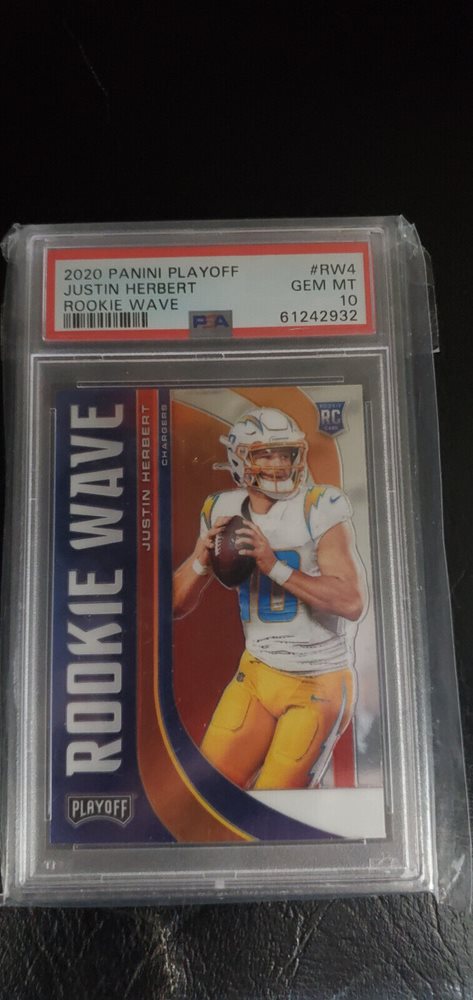 2020 PANINI PLAYOFF #RW4
JUSTIN HERBERT GEM MT
ROOKIE WAVE 10
PSA 61242932
ROOKIE WAVE
JUSTIN HERBERT
CHARGERS
ROOKIE
RC
CARD
10
PLAYOFF